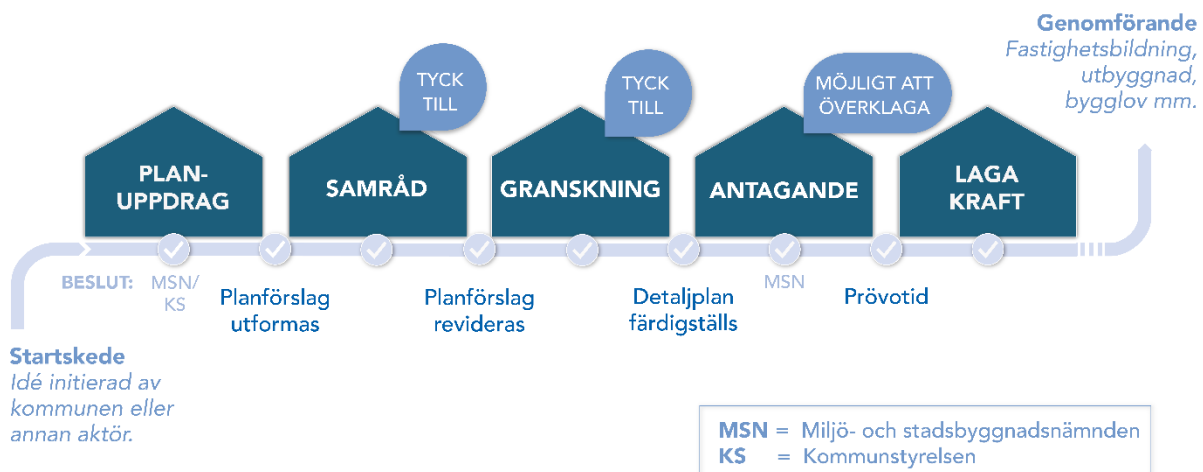 Genomförande
Fastighetsbildning,
utbyggnad,
bygglov mm.
TYCK
TILL
TYCK
TILL
MÖJLIGT ATT
ÖVERKLAGA
PLAN-
UPPDRAG
SAMRÅD
GRANSKNING
ANTAGANDE
LAGA
KRAFT
BESLUT:
MSN/
KS
Planförslag
utformas
Planförslag
revideras
Detaljplan
färdigställs
MSN
Prövotid
Startskede
Idé initierad av
kommunen eller
annan aktör.
MSN = Miljö- och stadsbyggnadsnämnden
KS = Kommunstyrelsen